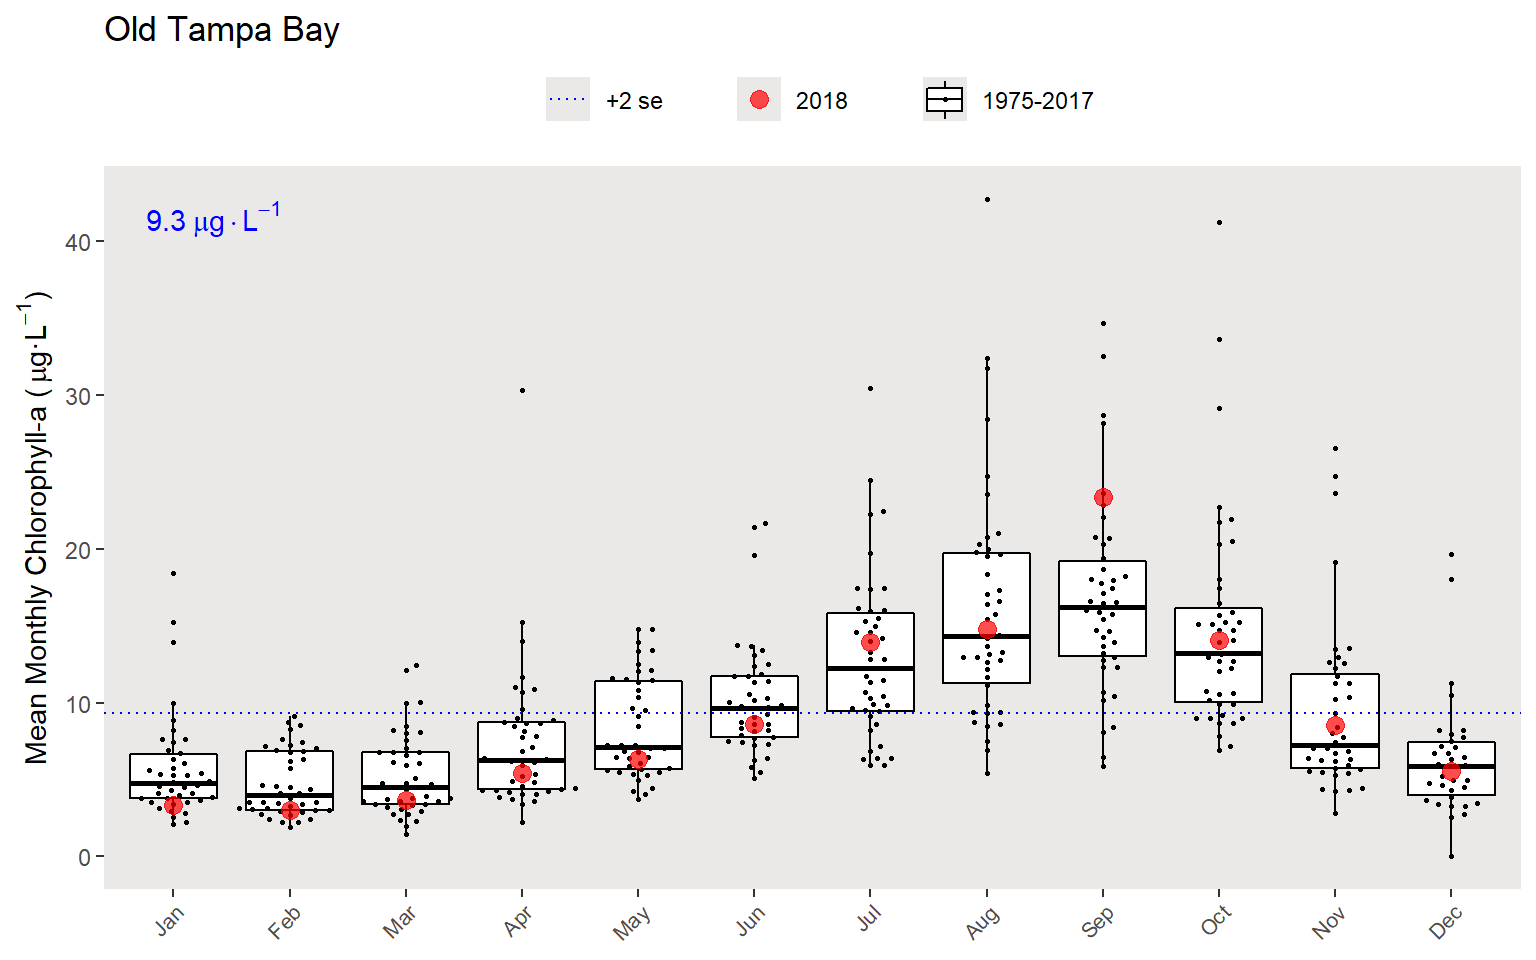 Old Tampa Bay
+2 se 2018 1975-2017
9.3 μg·L⁻¹
Mean Monthly Chlorophyll-a ( μg·L⁻¹)
40
30
20
10
0
Jan Feb Mar Apr May Jun Jul Aug Sep Oct Nov Dec